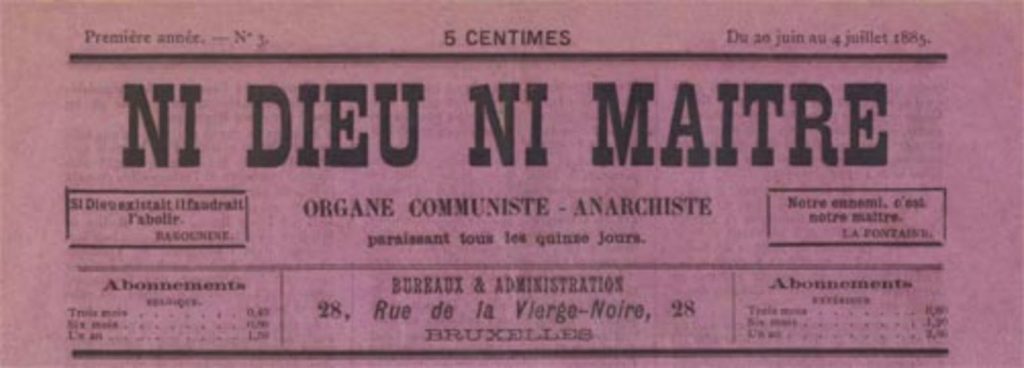 Première année. — N° 3.
5 CENTIMES
Du 20 juin au 4 juillet 1885.
NI DIEU NI MAITRE
Si Dieu existait il faudrait
l'abolir.
BAKOUNINE.
ORGANE COMMUNISTE - ANARCHISTE
paraissant tous les quinze jours.
Notre ennemi, c'est
notre maître.
LA FONTAINE.
Abonnements
BELGIQUE.
Trois mois . . . . . .
Six mois . . . . . .
Un an . . . . . .
BUREAUX & ADMINISTRATION
28, Rue de la Vierge-Noire, 28
BRUXELLES
Abonnements
EXTÉRIEUR
Trois mois . . . . . .
Six mois . . . . . .
Un an . . . . . .